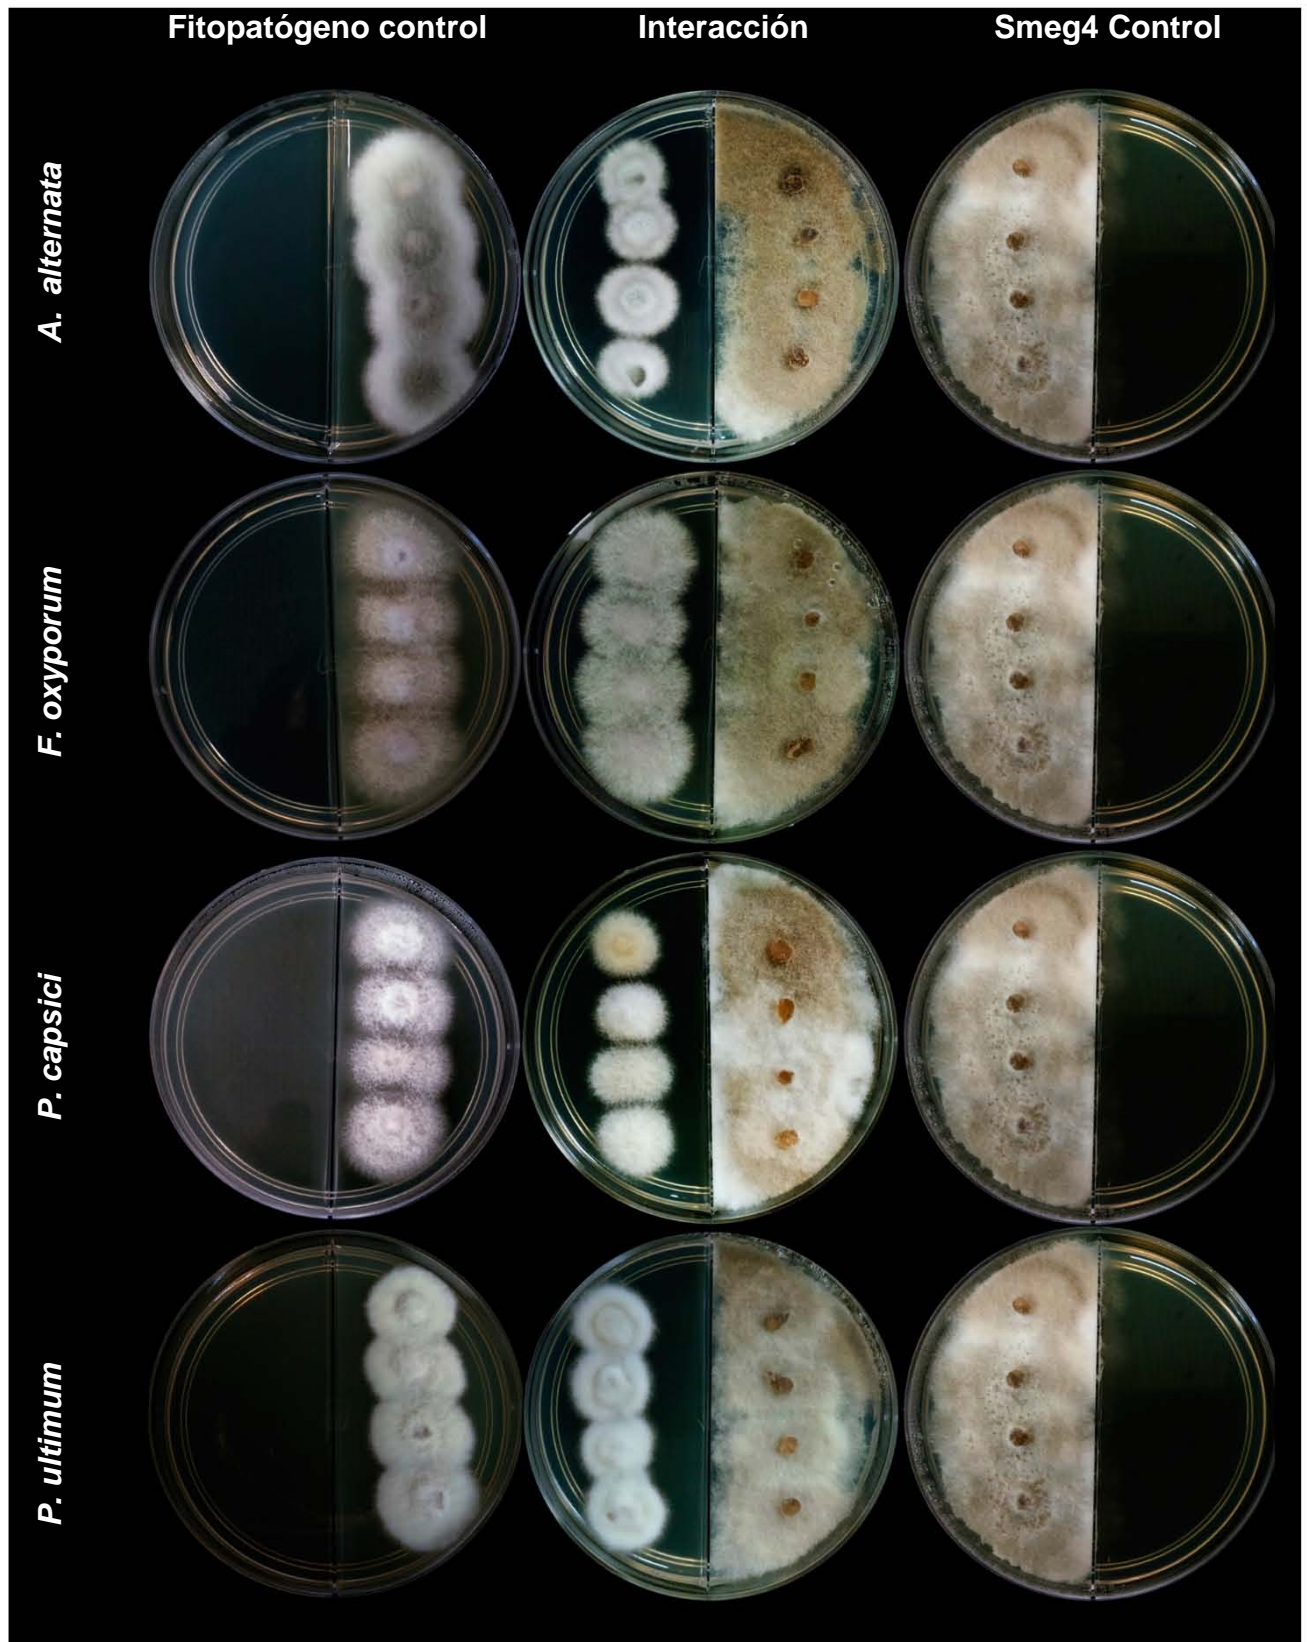 Fitopatógeno control
Interacción
Smeg4 Control
A. alternata
F. oxyporum
P. capsici
P. ultimum